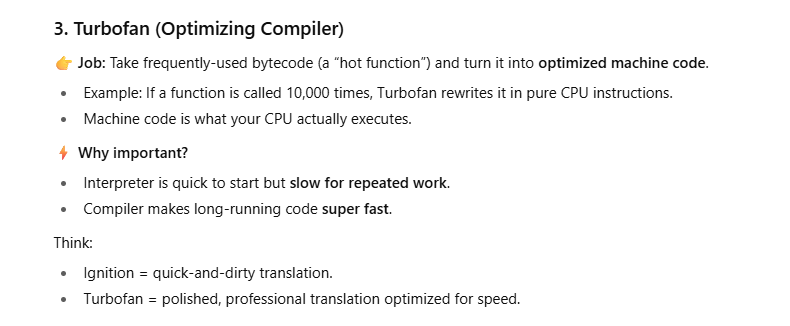 3. Turbofan (Optimizing Compiler)
👉 Job: Take frequently-used bytecode (a “hot function”) and turn it into optimized machine code.
• Example: If a function is called 10,000 times, Turbofan rewrites it in pure CPU instructions.
• Machine code is what your CPU actually executes.
⚡ Why important?
• Interpreter is quick to start but slow for repeated work.
• Compiler makes long-running code super fast.
Think:
• Ignition = quick-and-dirty translation.
• Turbofan = polished, professional translation optimized for speed.